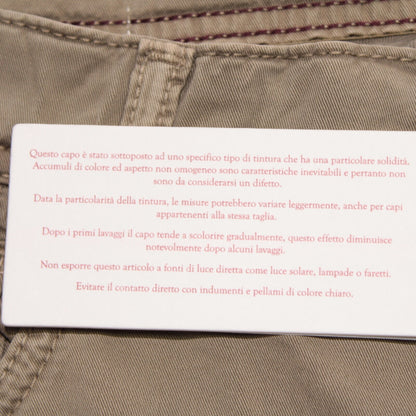 Questo capo è stato sottoposto ad uno specifico tipo di tintura che ha una particolare solidità.
Accumuli di colore ed aspetto non omogeneo sono caratteristiche inevitabili e pertanto non
sono da considerarsi un difetto.
Data la particolarità della tintura, le misure potrebbero variare leggermente, anche per capi
appartenenti alla stessa taglia.
Dopo i primi lavaggi il capo tende a scolorire gradualmente, questo effetto diminuisce
notevolmente dopo alcuni lavaggi.
Non esporre questo articolo a fonti di luce diretta come luce solare, lampade o faretti.
Evitare il contatto diretto con indumenti e pellami di colore chiaro.